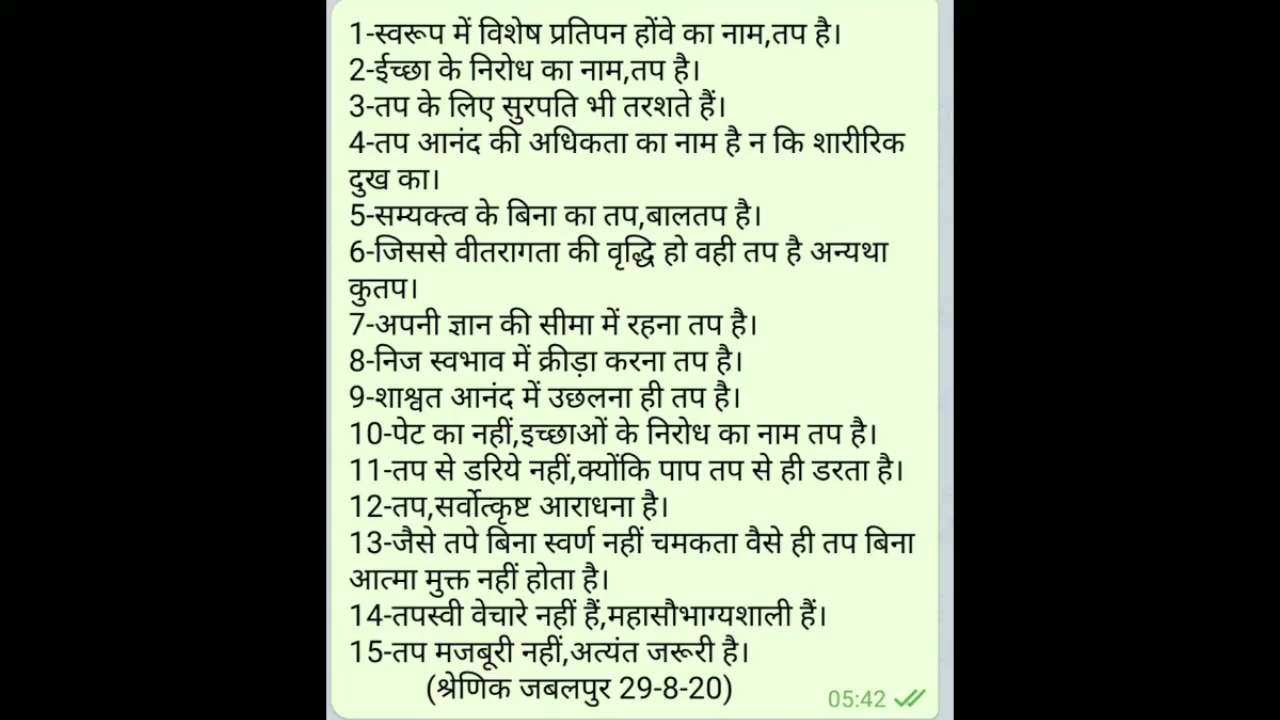 1-स्वरूप में विशेष प्रतिपन होंवे का नाम,तप है।
2-ईच्छा के निरोध का नाम,तप है।
3-तप के लिए सुरपति भी तरशते हैं।
4-तप आनंद की अधिकता का नाम है न कि शारीरिक
दुख का।
5-सम्यक्त्व के बिना का तप,बालतप है।
6-जिससे वीतरागता की वृद्धि हो वही तप है अन्यथा
कुतप।
7-अपनी ज्ञान की सीमा में रहना तप है।
8-निज स्वभाव में क्रीड़ा करना तप है।
9-शाश्वत आनंद में उछलना ही तप है।
10-पेट का नहीं,इच्छाओं के निरोध का नाम तप है।
11-तप से डरिये नहीं,क्योंकि पाप तप से ही डरता है।
12-तप,सर्वोत्कृष्ट आराधना है।
13-जैसे तपे बिना स्वर्ण नहीं चमकता वैसे ही तप बिना
आत्मा मुक्त नहीं होता है।
14-तपस्वी वेचारे नहीं हैं,महासौभाग्यशाली हैं।
15-तप मजबूरी नहीं,अत्यंत जरूरी है।
(श्रेणिक जबलपुर 29-8-20)
05:42